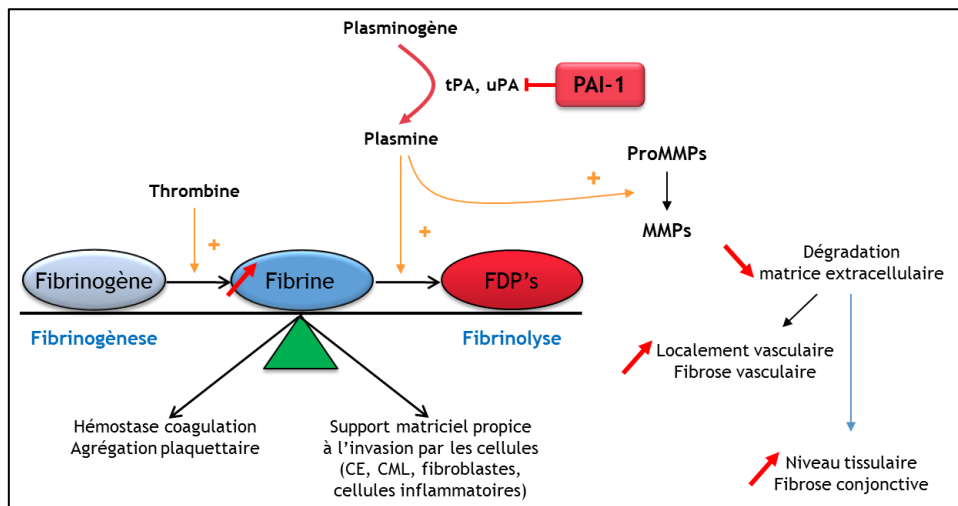 Plasminogène
tPA, uPA
PAI-1
Plasmine
ProMMPs
+
Thrombine
MMPs
+
+
Dégradation
matrice extracellulaire
Fibrinogène
Fibrine
FDP's
Fibrinogènese
Fibrinolyse
Localement vasculaire
Fibrose vasculaire
Hémostase coagulation
Agrégation plaquettaire
Support matriciel propice
à l'invasion par les cellules
(CE, CML, fibroblastes,
cellules inflammatoires)
Niveau tissulaire
Fibrose conjonctive